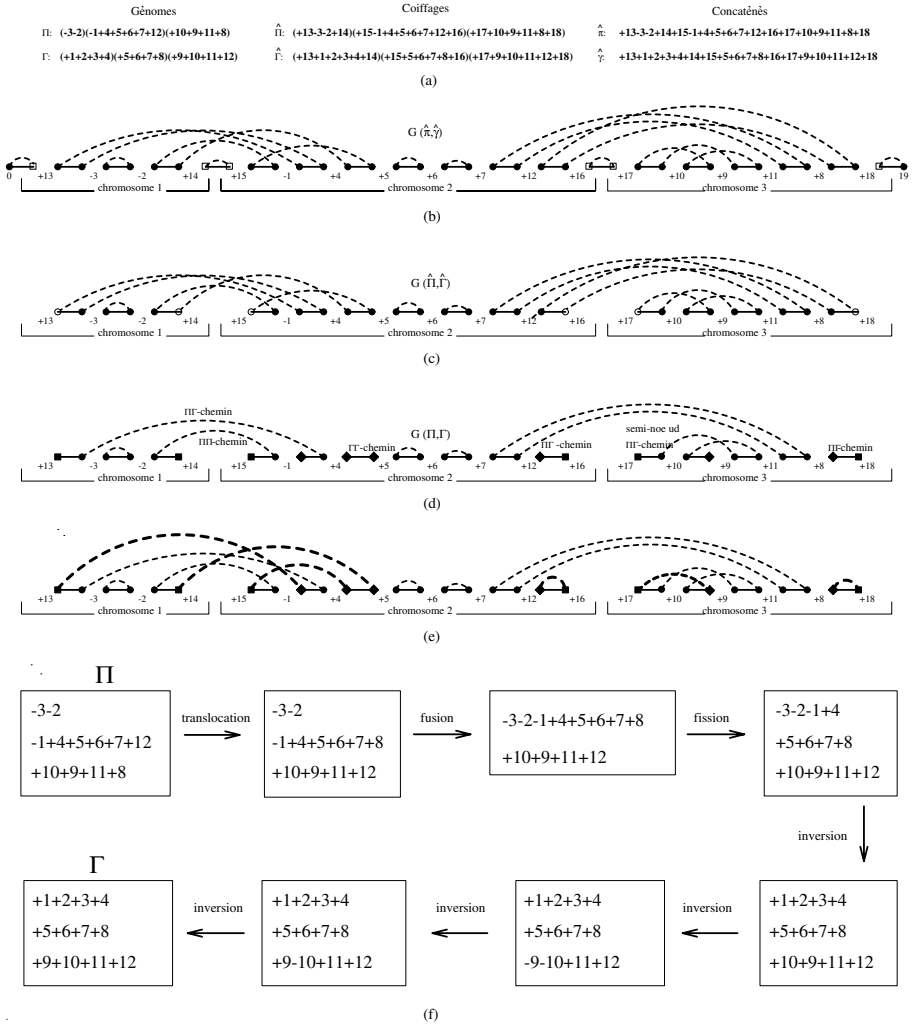 Génomes Coiffages Concaténés
Π: (-3-2)(-1+4+5+6+7+12)(+10+9+11+8) Π̂: (+13-3-2+14)(+15-1+4+5+6+7+12+16)(+17+10+9+11+8+18) π̂: +13-3-2+14+15-1+4+5+6+7+12+16+17+10+9+11+8+18
Γ: (+1+2+3+4)(+5+6+7+8)(+9+10+11+12) Γ̂: (+13+1+2+3+4+14)(+15+5+6+7+8+16)(+17+9+10+11+12+18) γ̂: +13+1+2+3+4+14+15+5+6+7+8+16+17+9+10+11+12+18
(a)
G (π̂,γ̂)
0 +13 -3 -2 +14 +15 -1 +4 +5 +6 +7 +12 +16 +17 +10 +9 +11 +8 +18 19
chromosome 1 chromosome 2 chromosome 3
(b)
G (Π̂,Γ̂)
+13 -3 -2 +14 +15 -1 +4 +5 +6 +7 +12 +16 +17 +10 +9 +11 +8 +18
chromosome 1 chromosome 2 chromosome 3
(c)
ΠΓ-chemin
ΠΠ-chemin
ΓΓ-chemin
G (Π,Γ)
ΠΓ -chemin
semi-noe ud
ΠΓ-chemin
ΠΓ-chemin
+13 -3 -2 +14 +15 -1 +4 +5 +6 +7 +12 +16 +17 +10 +9 +11 +8 +18
chromosome 1 chromosome 2 chromosome 3
(d)
+13 -3 -2 +14 +15 -1 +4 +5 +6 +7 +12 +16 +17 +10 +9 +11 +8 +18
chromosome 1 chromosome 2 chromosome 3
(e)
Π
-3-2
-1+4+5+6+7+12
+10+9+11+8
translocation
-3-2
-1+4+5+6+7+8
+10+9+11+12
fusion
-3-2-1+4+5+6+7+8
+10+9+11+12
fission
-3-2-1+4
+5+6+7+8
+10+9+11+12
inversion
Γ
+1+2+3+4
+5+6+7+8
+9+10+11+12
inversion
+1+2+3+4
+5+6+7+8
+9-10+11+12
inversion
+1+2+3+4
+5+6+7+8
-9-10+11+12
inversion
+1+2+3+4
+5+6+7+8
+10+9+11+12
(f)